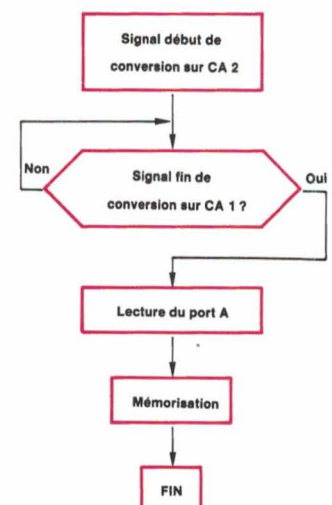 Signal début de
conversion sur CA 2
Non
Signal fin de
conversion sur CA 1 ?
Oui
Lecture du port A
Mémorisation
FIN